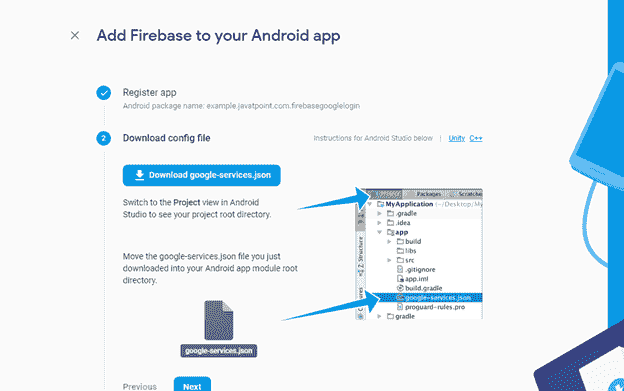 Add Firebase to your Android app
Register app
Android package name: example.javatpoint.com.firebasegooglelogin
2 Download config file
Instructions for Android Studio below | Unity C++
Download google-services.json
Switch to the Project view in Android
Studio to see your project root directory.
Move the google-services.json file you just
downloaded into your Android app module root
directory.
google-services.json
Packages Scratches
MyApplication (~/Desktop/My
.gradle
.idea
app
build
libs
src
.gitignore
app.iml
build.gradle
google-services.json
proguard-rules.pro
gradle
Z: Structure
Previous Next